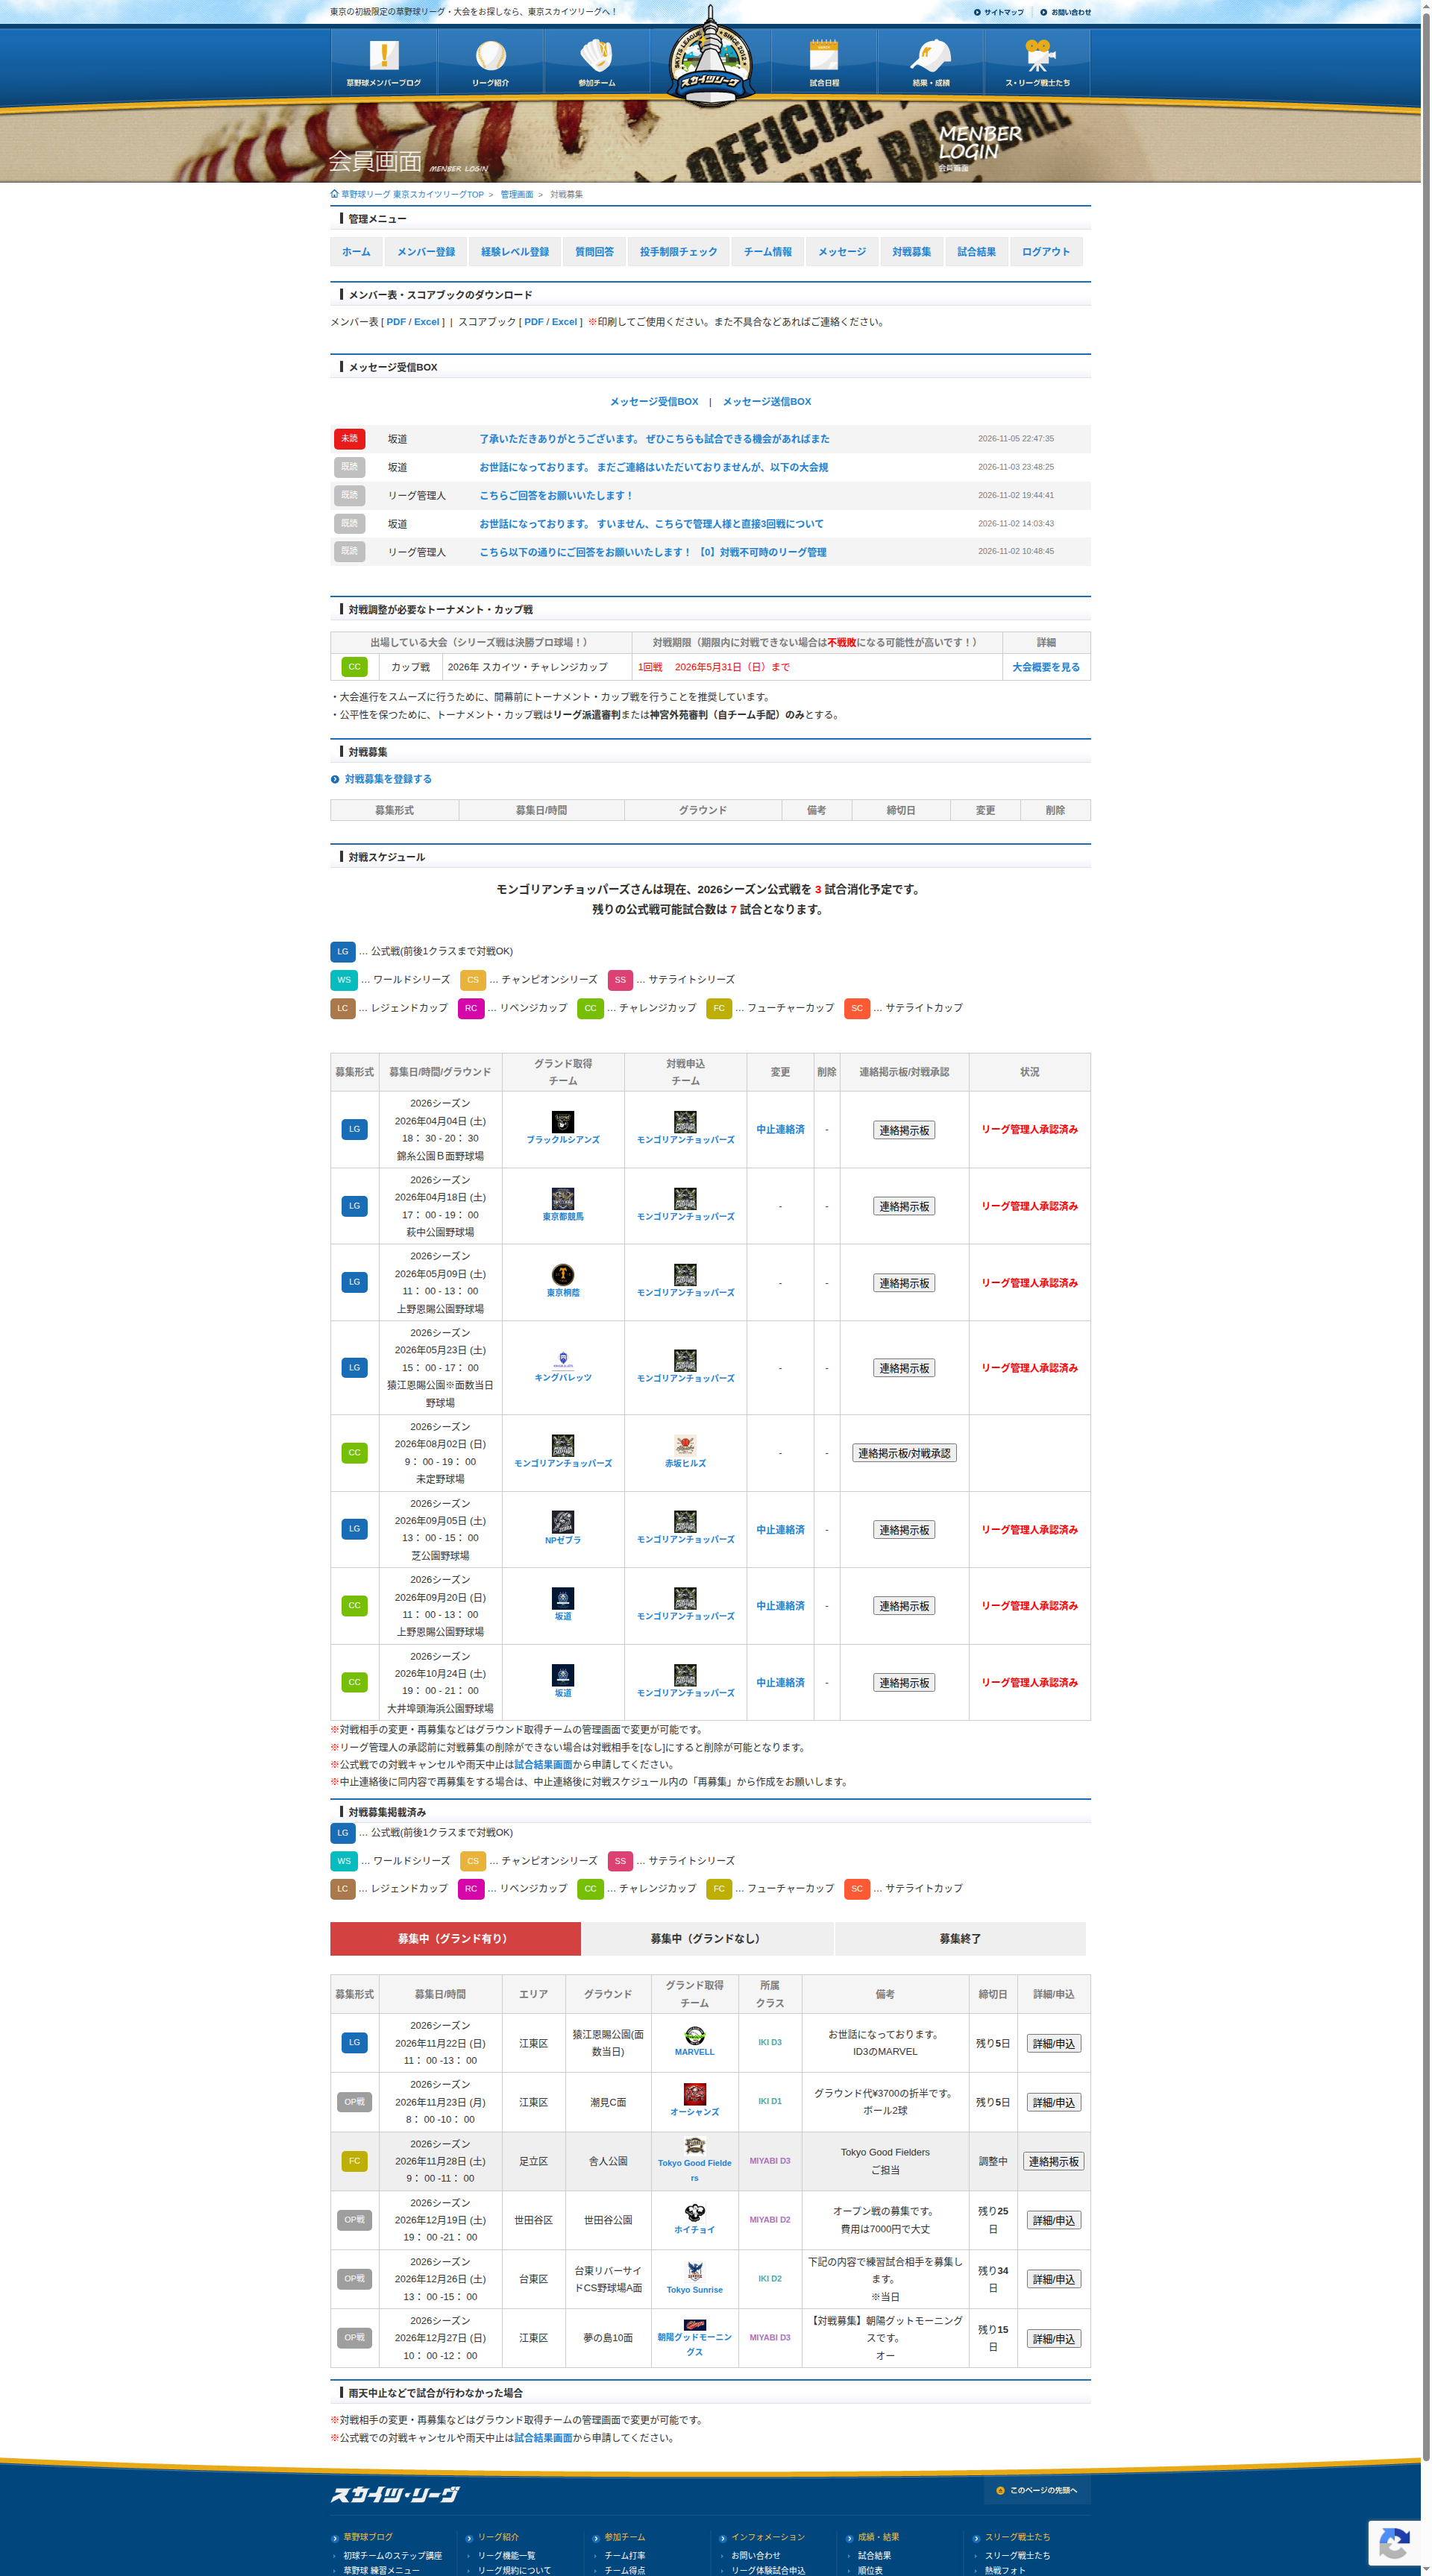 東京の初級限定の草野球リーグ・大会をお探しなら、東京スカイツリーグへ！
サイトマップ
お問い合わせ
草野球メンバーブログ
リーグ紹介
参加チーム
スカイツリーグ
試合日程
結果・成績
ス・リーグ戦士たち
会員画面 MENBER LOGIN
MENBER
LOGIN
会員画面
草野球リーグ 東京スカイツリーグTOP > 管理画面 > 対戦募集
管理メニュー
ホーム メンバー登録 経験レベル登録 質問回答 投手制限チェック チーム情報 メッセージ 対戦募集 試合結果 ログアウト
メンバー表・スコアブックのダウンロード
メンバー表 [ PDF / Excel ] | スコアブック [ PDF / Excel ] ※印刷してご使用ください。また不具合などあればご連絡ください。
メッセージ受信BOX
メッセージ受信BOX | メッセージ送信BOX
未読 坂道 了承いただきありがとうございます。 ぜひこちらも試合できる機会があればまた 2026-11-05 22:47:35
既読 坂道 お世話になっております。 まだご連絡はいただいておりませんが、以下の大会規 2026-11-03 23:48:25
既読 リーグ管理人 こちらご回答をお願いいたします！ 2026-11-02 19:44:41
既読 坂道 お世話になっております。 すいません、こちらで管理人様と直接3回戦について 2026-11-02 14:03:43
既読 リーグ管理人 こちら以下の通りにご回答をお願いいたします！ 【0】対戦不可時のリーグ管理 2026-11-02 10:48:45
対戦調整が必要なトーナメント・カップ戦
出場している大会（シリーズ戦は決勝プロ球場！） 対戦期限（期限内に対戦できない場合は不戦敗になる可能性が高いです！） 詳細
CC カップ戦 2026年 スカイツ・チャレンジカップ 1回戦 2026年5月31日（日）まで 大会概要を見る
・大会進行をスムーズに行うために、開幕前にトーナメント・カップ戦を行うことを推奨しています。
・公平性を保つために、トーナメント・カップ戦はリーグ派遣審判または神宮外苑審判（自チーム手配）のみとする。
対戦募集
対戦募集を登録する
募集形式 募集日/時間 グラウンド 備考 締切日 変更 削除
対戦スケジュール
モンゴリアンチョッパーズさんは現在、2026シーズン公式戦を 3 試合消化予定です。
残りの公式戦可能試合数は 7 試合となります。
LG … 公式戦(前後1クラスまで対戦OK)
WS … ワールドシリーズ CS … チャンピオンシリーズ SS … サテライトシリーズ
LC … レジェンドカップ RC … リベンジカップ CC … チャレンジカップ FC … フューチャーカップ SC … サテライトカップ
募集形式 募集日/時間/グラウンド グランド取得 対戦申込 変更 削除 連絡掲示板/対戦承認 状況
チーム チーム
2026シーズン
2026年04月04日 (土)
LG ブラックルシアンズ モンゴリアンチョッパーズ 中止連絡済 - 連絡掲示板 リーグ管理人承認済み
18： 30 - 20： 30
錦糸公園Ｂ面野球場
2026シーズン
2026年04月18日 (土)
LG 東京都競馬 モンゴリアンチョッパーズ - - 連絡掲示板 リーグ管理人承認済み
17： 00 - 19： 00
萩中公園野球場
2026シーズン
2026年05月09日 (土)
LG 東京桐蔭 モンゴリアンチョッパーズ - - 連絡掲示板 リーグ管理人承認済み
11： 00 - 13： 00
上野恩賜公園野球場
2026シーズン
2026年05月23日 (土)
LG 15： 00 - 17： 00 キングバレッツ モンゴリアンチョッパーズ - - 連絡掲示板 リーグ管理人承認済み
猿江恩賜公園※面数当日
野球場
2026シーズン
2026年08月02日 (日)
CC モンゴリアンチョッパーズ 赤坂ヒルズ - - 連絡掲示板/対戦承認
9： 00 - 19： 00
未定野球場
2026シーズン
2026年09月05日 (土)
LG NPゼブラ モンゴリアンチョッパーズ 中止連絡済 - 連絡掲示板 リーグ管理人承認済み
13： 00 - 15： 00
芝公園野球場
2026シーズン
2026年09月20日 (日)
CC 坂道 モンゴリアンチョッパーズ 中止連絡済 - 連絡掲示板 リーグ管理人承認済み
11： 00 - 13： 00
上野恩賜公園野球場
2026シーズン
2026年10月24日 (土)
CC 坂道 モンゴリアンチョッパーズ 中止連絡済 - 連絡掲示板 リーグ管理人承認済み
19： 00 - 21： 00
大井埠頭海浜公園野球場
※対戦相手の変更・再募集などはグラウンド取得チームの管理画面で変更が可能です。
※リーグ管理人の承認前に対戦募集の削除ができない場合は対戦相手を[なし]にすると削除が可能となります。
※公式戦での対戦キャンセルや雨天中止は試合結果画面から申請してください。
※中止連絡後に同内容で再募集をする場合は、中止連絡後に対戦スケジュール内の「再募集」から作成をお願いします。
対戦募集掲載済み
LG … 公式戦(前後1クラスまで対戦OK)
WS … ワールドシリーズ CS … チャンピオンシリーズ SS … サテライトシリーズ
LC … レジェンドカップ RC … リベンジカップ CC … チャレンジカップ FC … フューチャーカップ SC … サテライトカップ
募集中（グランド有り） 募集中（グランドなし） 募集終了
募集形式 募集日/時間 エリア グラウンド グランド取得 所属 備考 締切日 詳細/申込
チーム クラス
2026シーズン
LG 2026年11月22日 (日) 江東区 猿江恩賜公園(面数当日) MARVELL IKI D3 お世話になっております。 ID3のMARVEL 残り5日 詳細/申込
11： 00 -13： 00
2026シーズン
OP戦 2026年11月23日 (月) 江東区 潮見C面 オーシャンズ IKI D1 グラウンド代¥3700の折半です。 ボール2球 残り5日 詳細/申込
8： 00 -10： 00
2026シーズン
FC 2026年11月28日 (土) 足立区 舎人公園 Tokyo Good Fielders MIYABI D3 Tokyo Good Fielders ご担当 調整中 連絡掲示板
9： 00 -11： 00
2026シーズン
OP戦 2026年12月19日 (土) 世田谷区 世田谷公園 ホイチョイ MIYABI D2 オープン戦の募集です。 費用は7000円で大丈 残り25日 詳細/申込
19： 00 -21： 00
2026シーズン
OP戦 2026年12月26日 (土) 台東区 台東リバーサイドCS野球場A面 Tokyo Sunrise IKI D2 下記の内容で練習試合相手を募集します。 ※当日 残り34日 詳細/申込
13： 00 -15： 00
2026シーズン
OP戦 2026年12月27日 (日) 江東区 夢の島10面 朝陽グッドモーニングス MIYABI D3 【対戦募集】朝陽グットモーニングスです。 オー 残り15日 詳細/申込
10： 00 -12： 00
雨天中止などで試合が行わなかった場合
※対戦相手の変更・再募集などはグラウンド取得チームの管理画面で変更が可能です。
※公式戦での対戦キャンセルや雨天中止は試合結果画面から申請してください。
スカイツ・リーグ
このページの先頭へ
草野球ブログ リーグ紹介 参加チーム インフォメーション 成績・結果 スリーグ戦士たち
初球チームのステップ講座 リーグ機能一覧 チーム打率 お問い合わせ 試合結果 スリーグ戦士たち
草野球 練習メニュー リーグ規約について チーム得点 リーグ体験試合申込 順位表 熱戦フォト